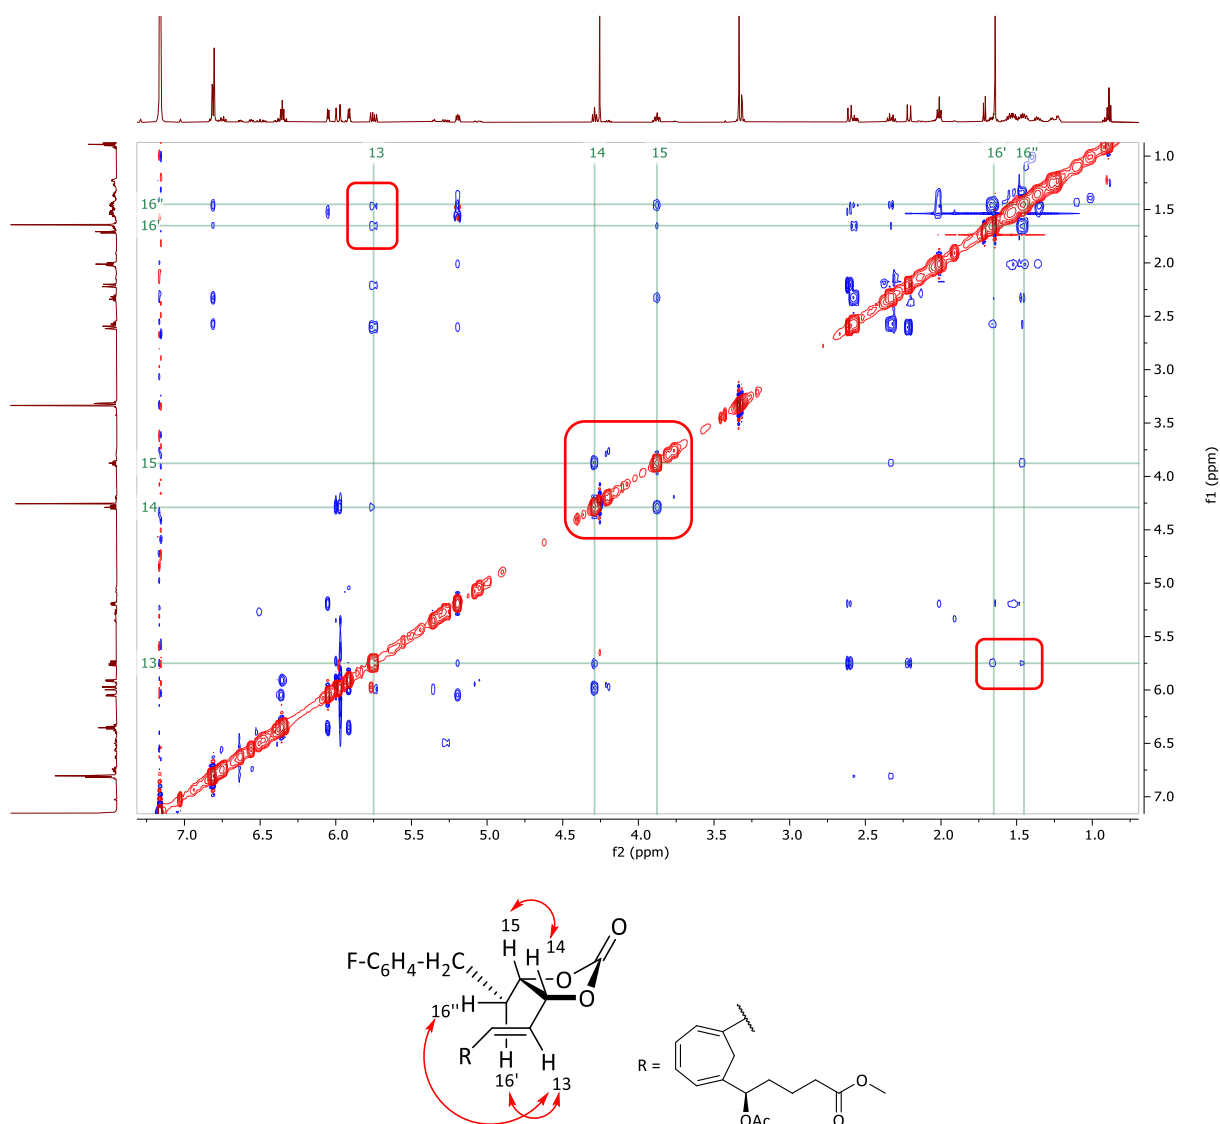 13 14 15 16' 16"
16"
16'
15
14
13
1.0
1.5
2.0
2.5
3.0
3.5
4.0
4.5
5.0
5.5
6.0
6.5
7.0
f1 (ppm)
7.0 6.5 6.0 5.5 5.0 4.5 4.0 3.5 3.0 2.5 2.0 1.5 1.0
f2 (ppm)
15
H H 14 O
F-C6H4-H2C
O
O
16''H
R H H
16' 13
R =
O
O
OAc